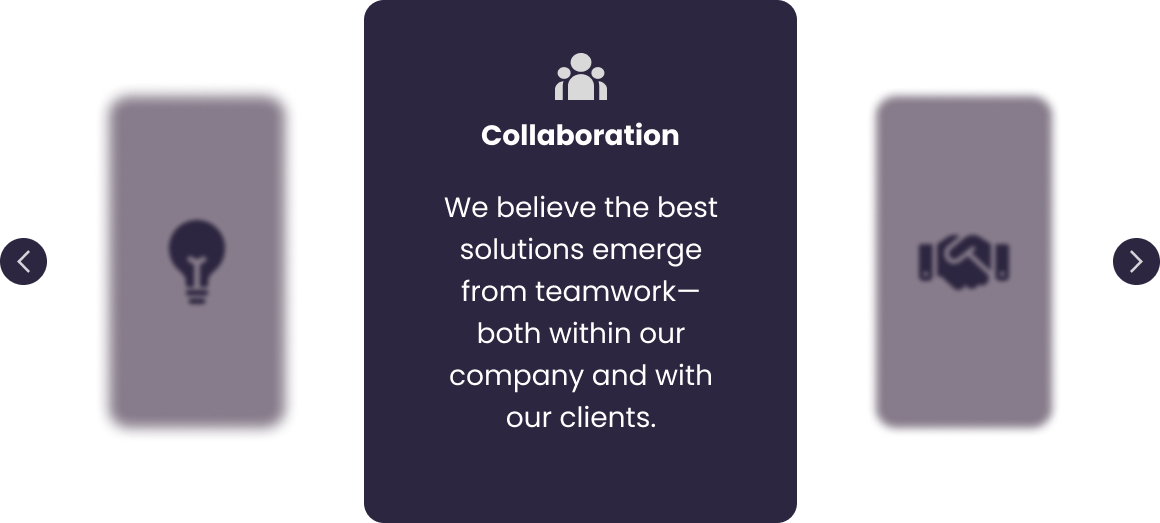 Collaboration
We believe the best
solutions emerge
from teamwork—
both within our
company and with
our clients.